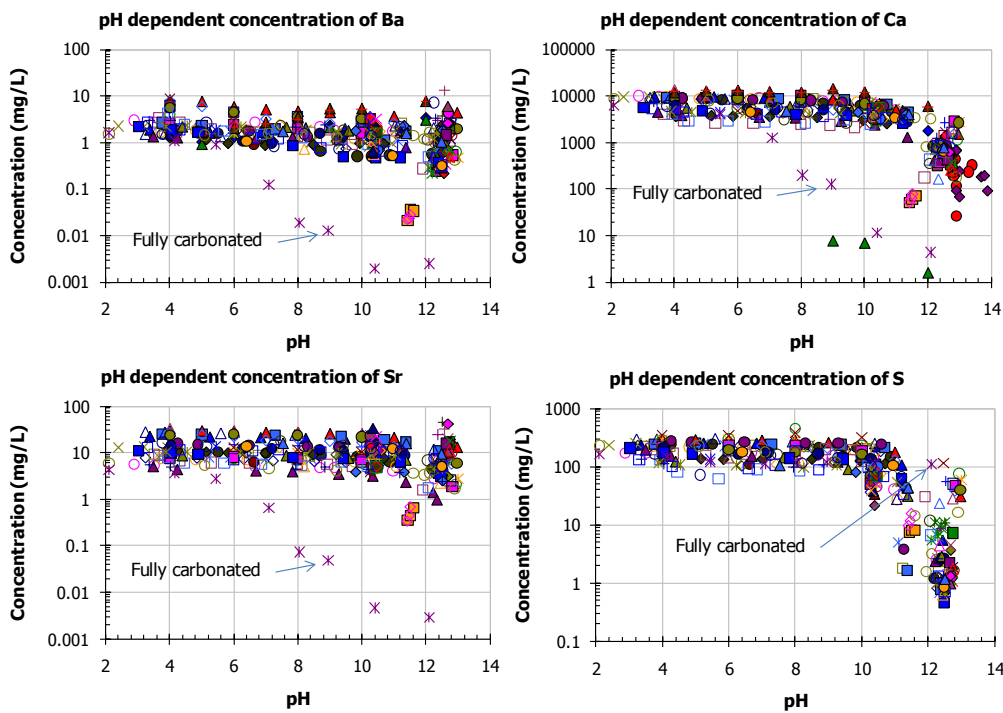 pH dependent concentration of Ba
Concentration (mg/L)
100
10
1
0.1
0.01
0.001
Fully carbonated
2 4 6 8 10 12 14
pH
pH dependent concentration of Ca
Concentration (mg/L)
100000
10000
1000
100
10
1
Fully carbonated
2 4 6 8 10 12 14
pH
pH dependent concentration of Sr
Concentration (mg/L)
100
10
1
0.1
0.01
0.001
Fully carbonated
2 4 6 8 10 12 14
pH
pH dependent concentration of S
Concentration (mg/L)
1000
100
10
1
0.1
Fully carbonated
2 4 6 8 10 12 14
pH